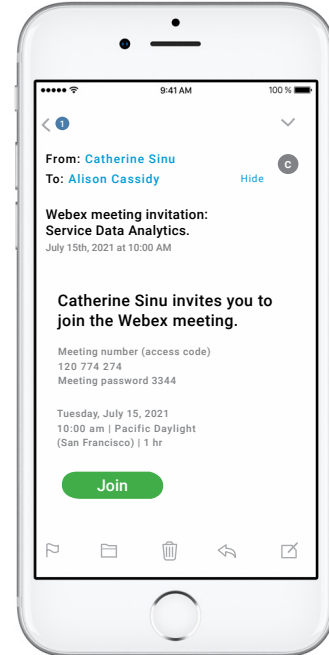 9:41 AM
100 %
1
From: Catherine Sinu
C
To: Alison Cassidy
Hide
Webex meeting invitation:
Service Data Analytics.
July 15th, 2021 at 10:00 AM
Catherine Sinu invites you to
join the Webex meeting.
Meeting number (access code)
120 774 274
Meeting password 3344
Tuesday, July 15, 2021
10:00 am | Pacific Daylight
(San Francisco) | 1 hr
Join